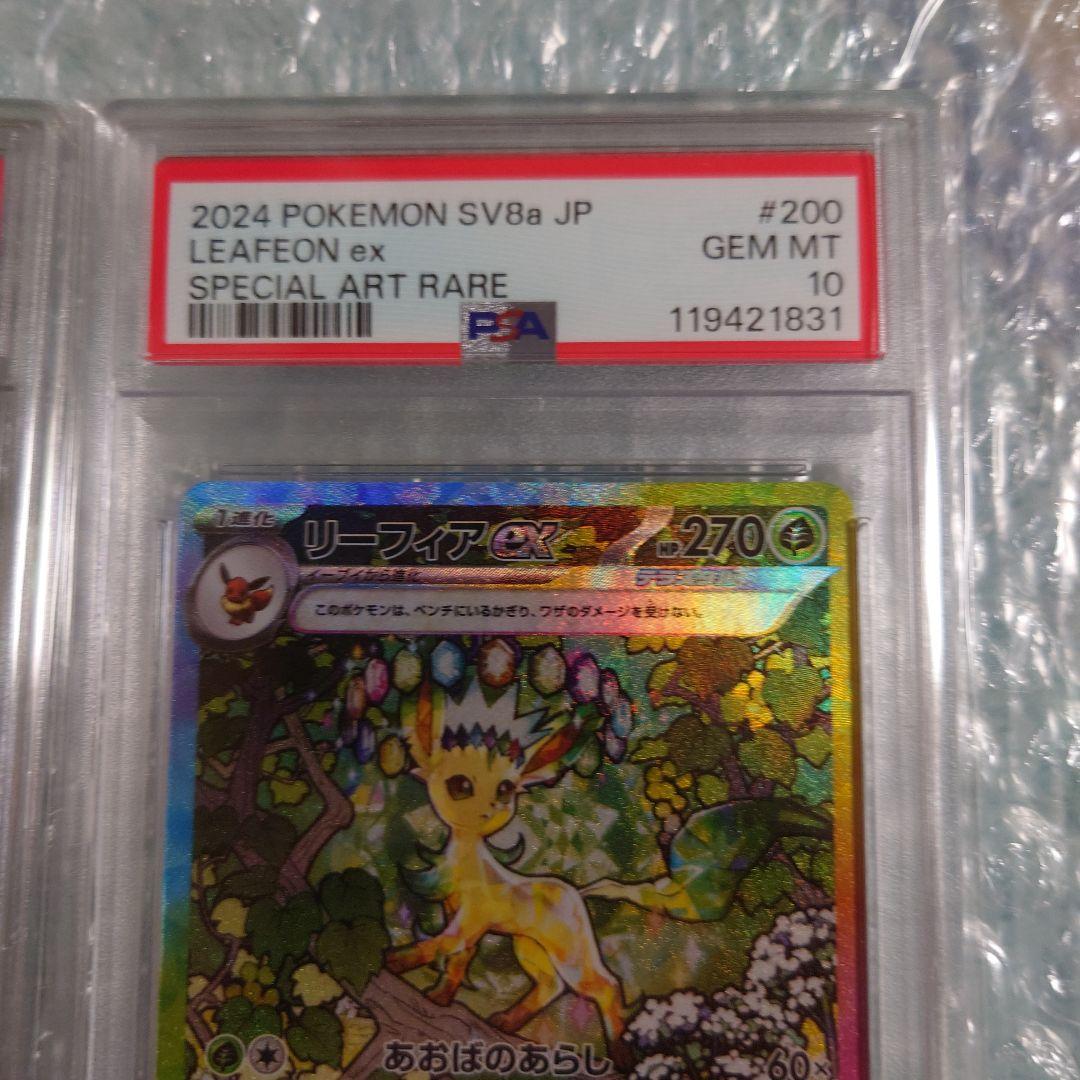 2024 POKEMON SV8a JP #200
LEAFEON ex GEM MT
SPECIAL ART RARE 10
PSA 119421831
1進化 リーフィアex HP 270
イーブイから進化
このポケモンは、ベンチにいるかぎり、ワザのダメージを受けない。
あおばのあらし 60×